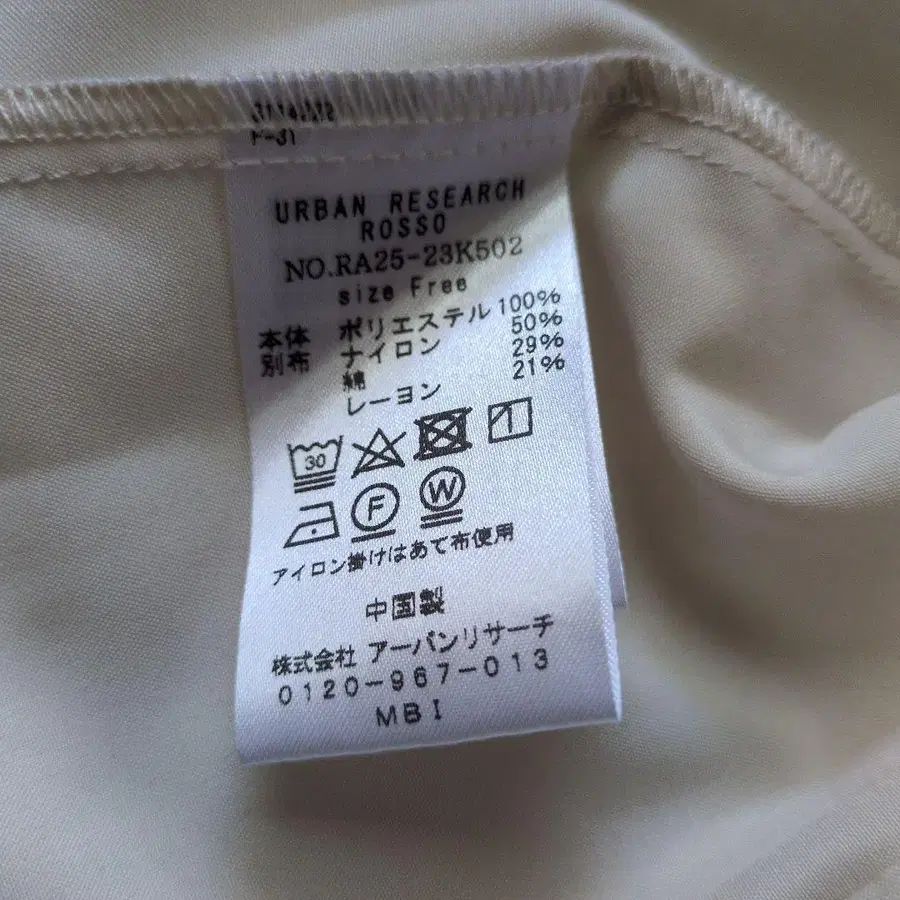 F-31
URBAN RESEARCH
ROSSO
NO.RA25-23K502
size Free
本体 ポリエステル 100%
別布 ナイロン 50%
綿 29%
レーヨン 21%
30
F W
アイロン掛けはあて布使用
中国製
株式会社 アーバンリサーチ
0120-967-013
MBI